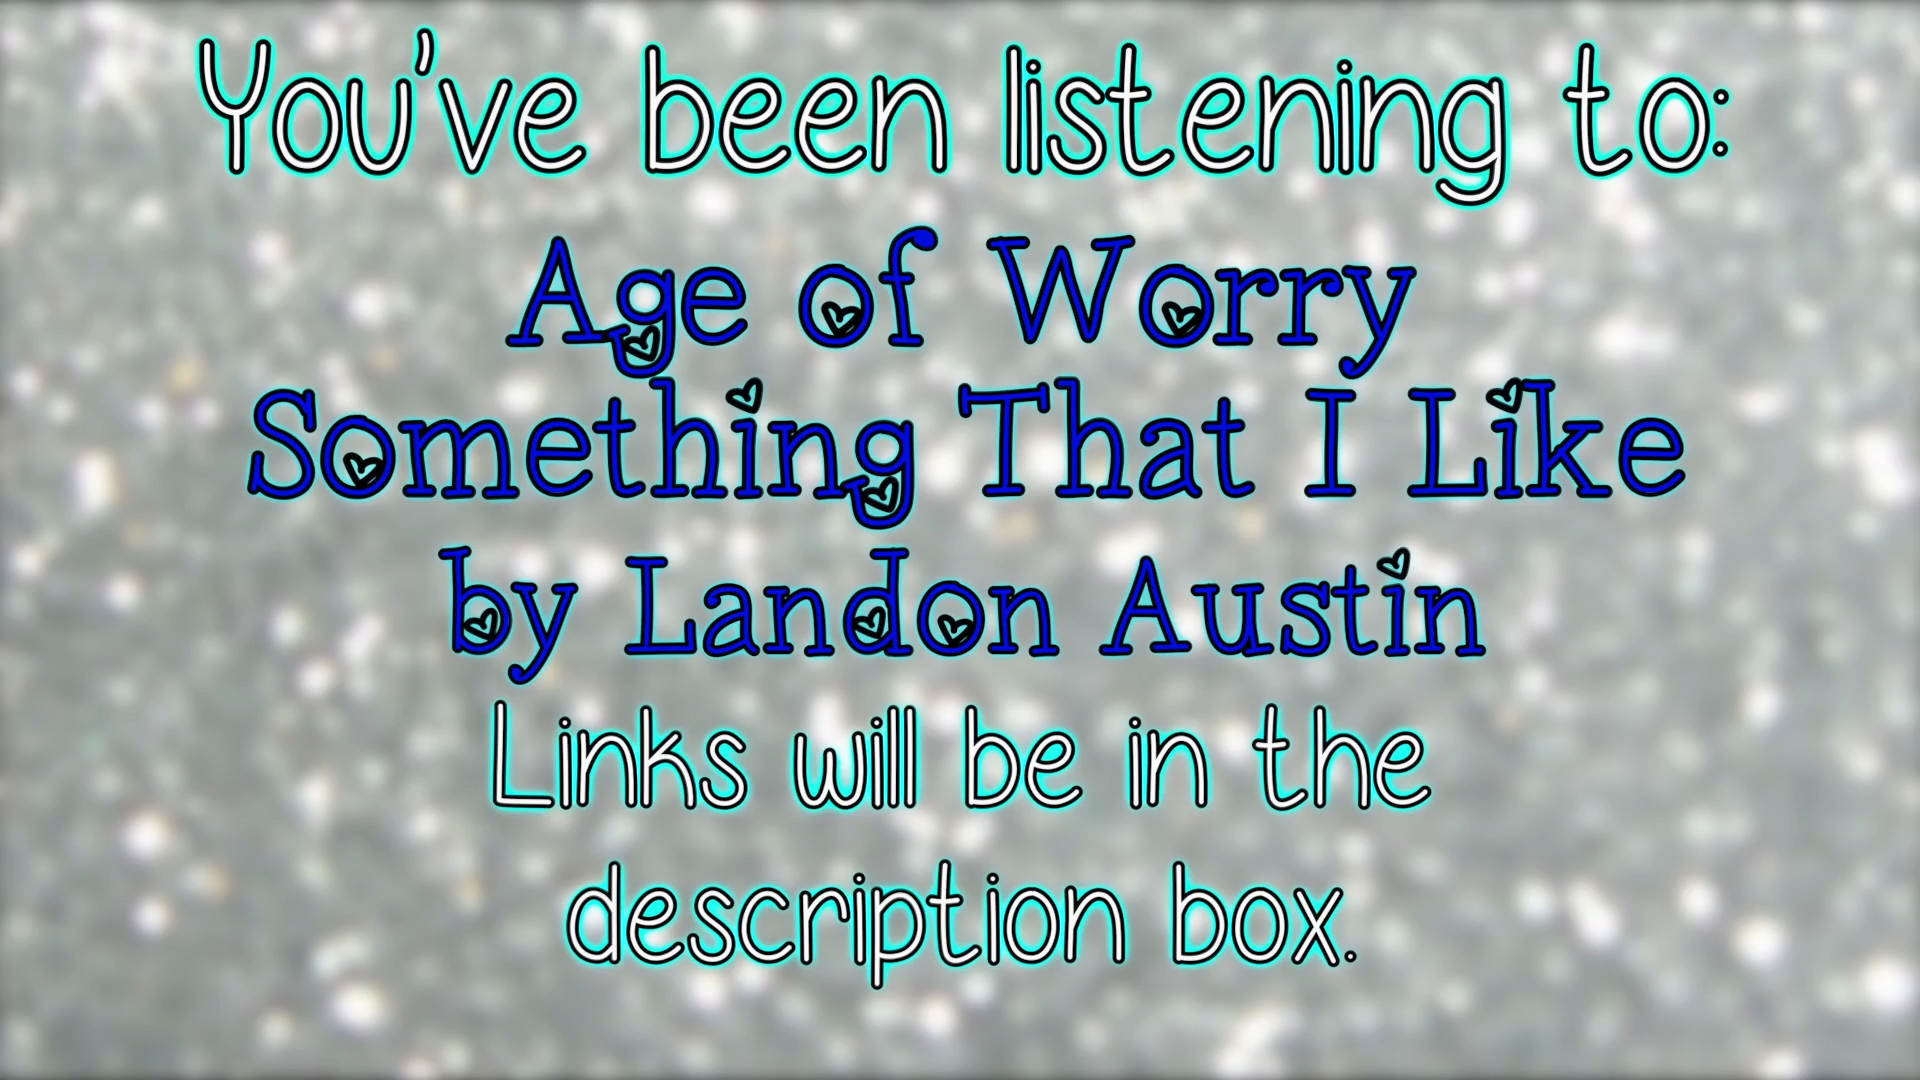 You've been listening to:
Age of Worry
Something That I Like
by Landon Austin
Links will be in the
description box.